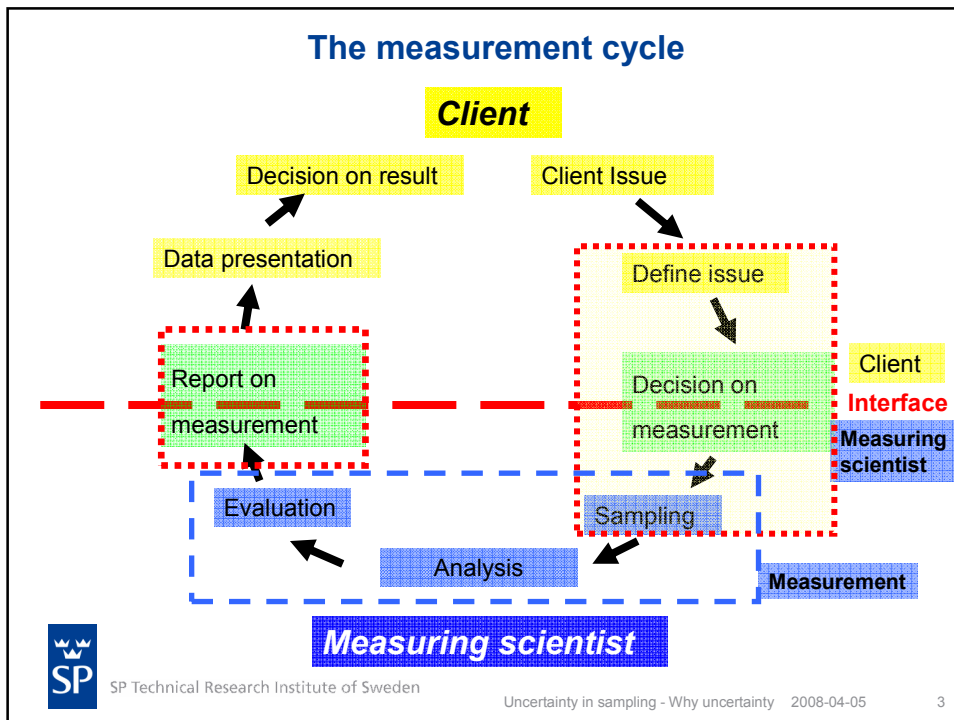 The measurement cycle
Client
Decision on result
Client Issue
Data presentation
Define issue
Report on
measurement
Decision on
measurement
Client
Interface
Measuring
scientist
Evaluation
Sampling
Analysis
Measurement
Measuring scientist
SP
SP Technical Research Institute of Sweden
Uncertainty in sampling - Why uncertainty 2008-04-05 3